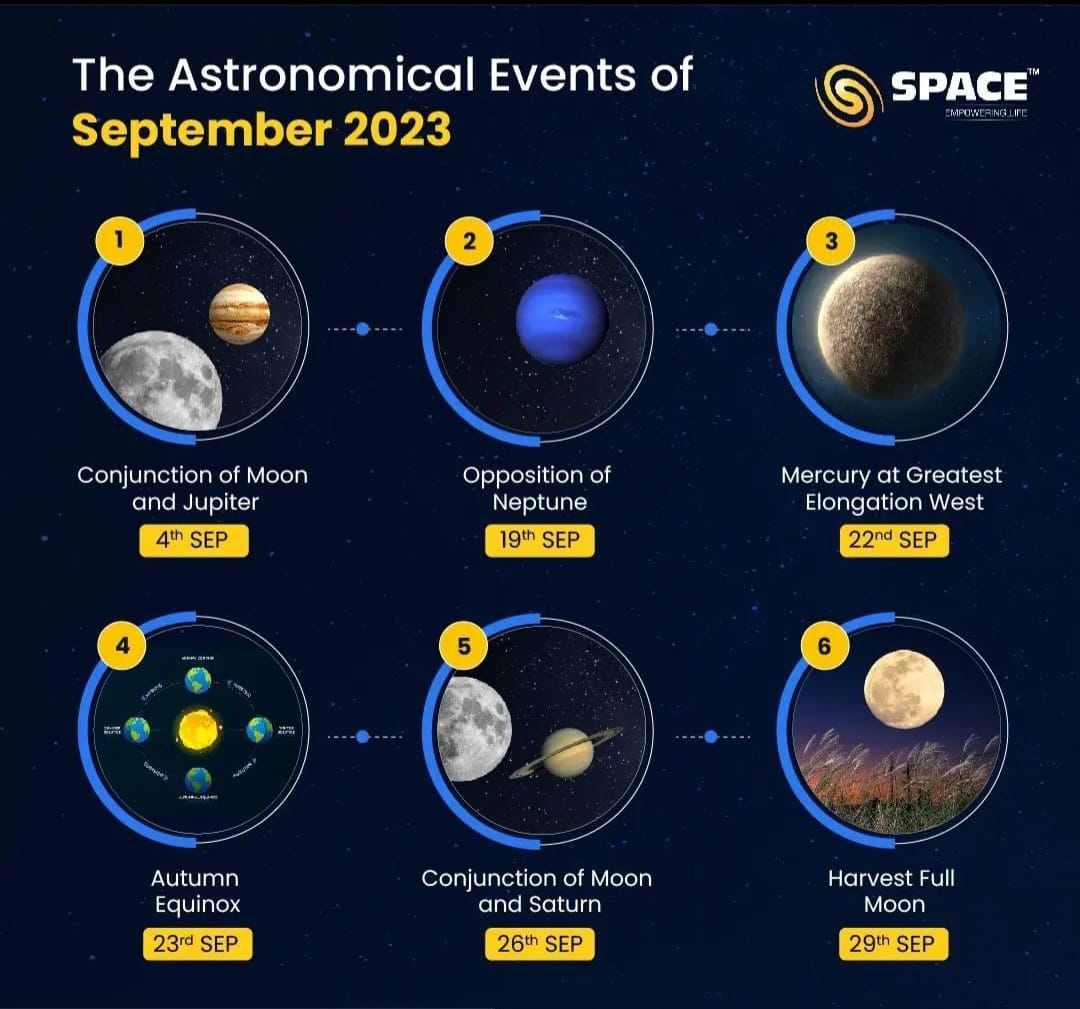 The Astronomical Events of
September 2023
SPACE™
EMPOWERING LIFE
1
Conjunction of Moon
and Jupiter
4th SEP
2
Opposition of
Neptune
19th SEP
3
Mercury at Greatest
Elongation West
22nd SEP
4
Autumn
Equinox
23rd SEP
5
Conjunction of Moon
and Saturn
26th SEP
6
Harvest Full
Moon
29th SEP